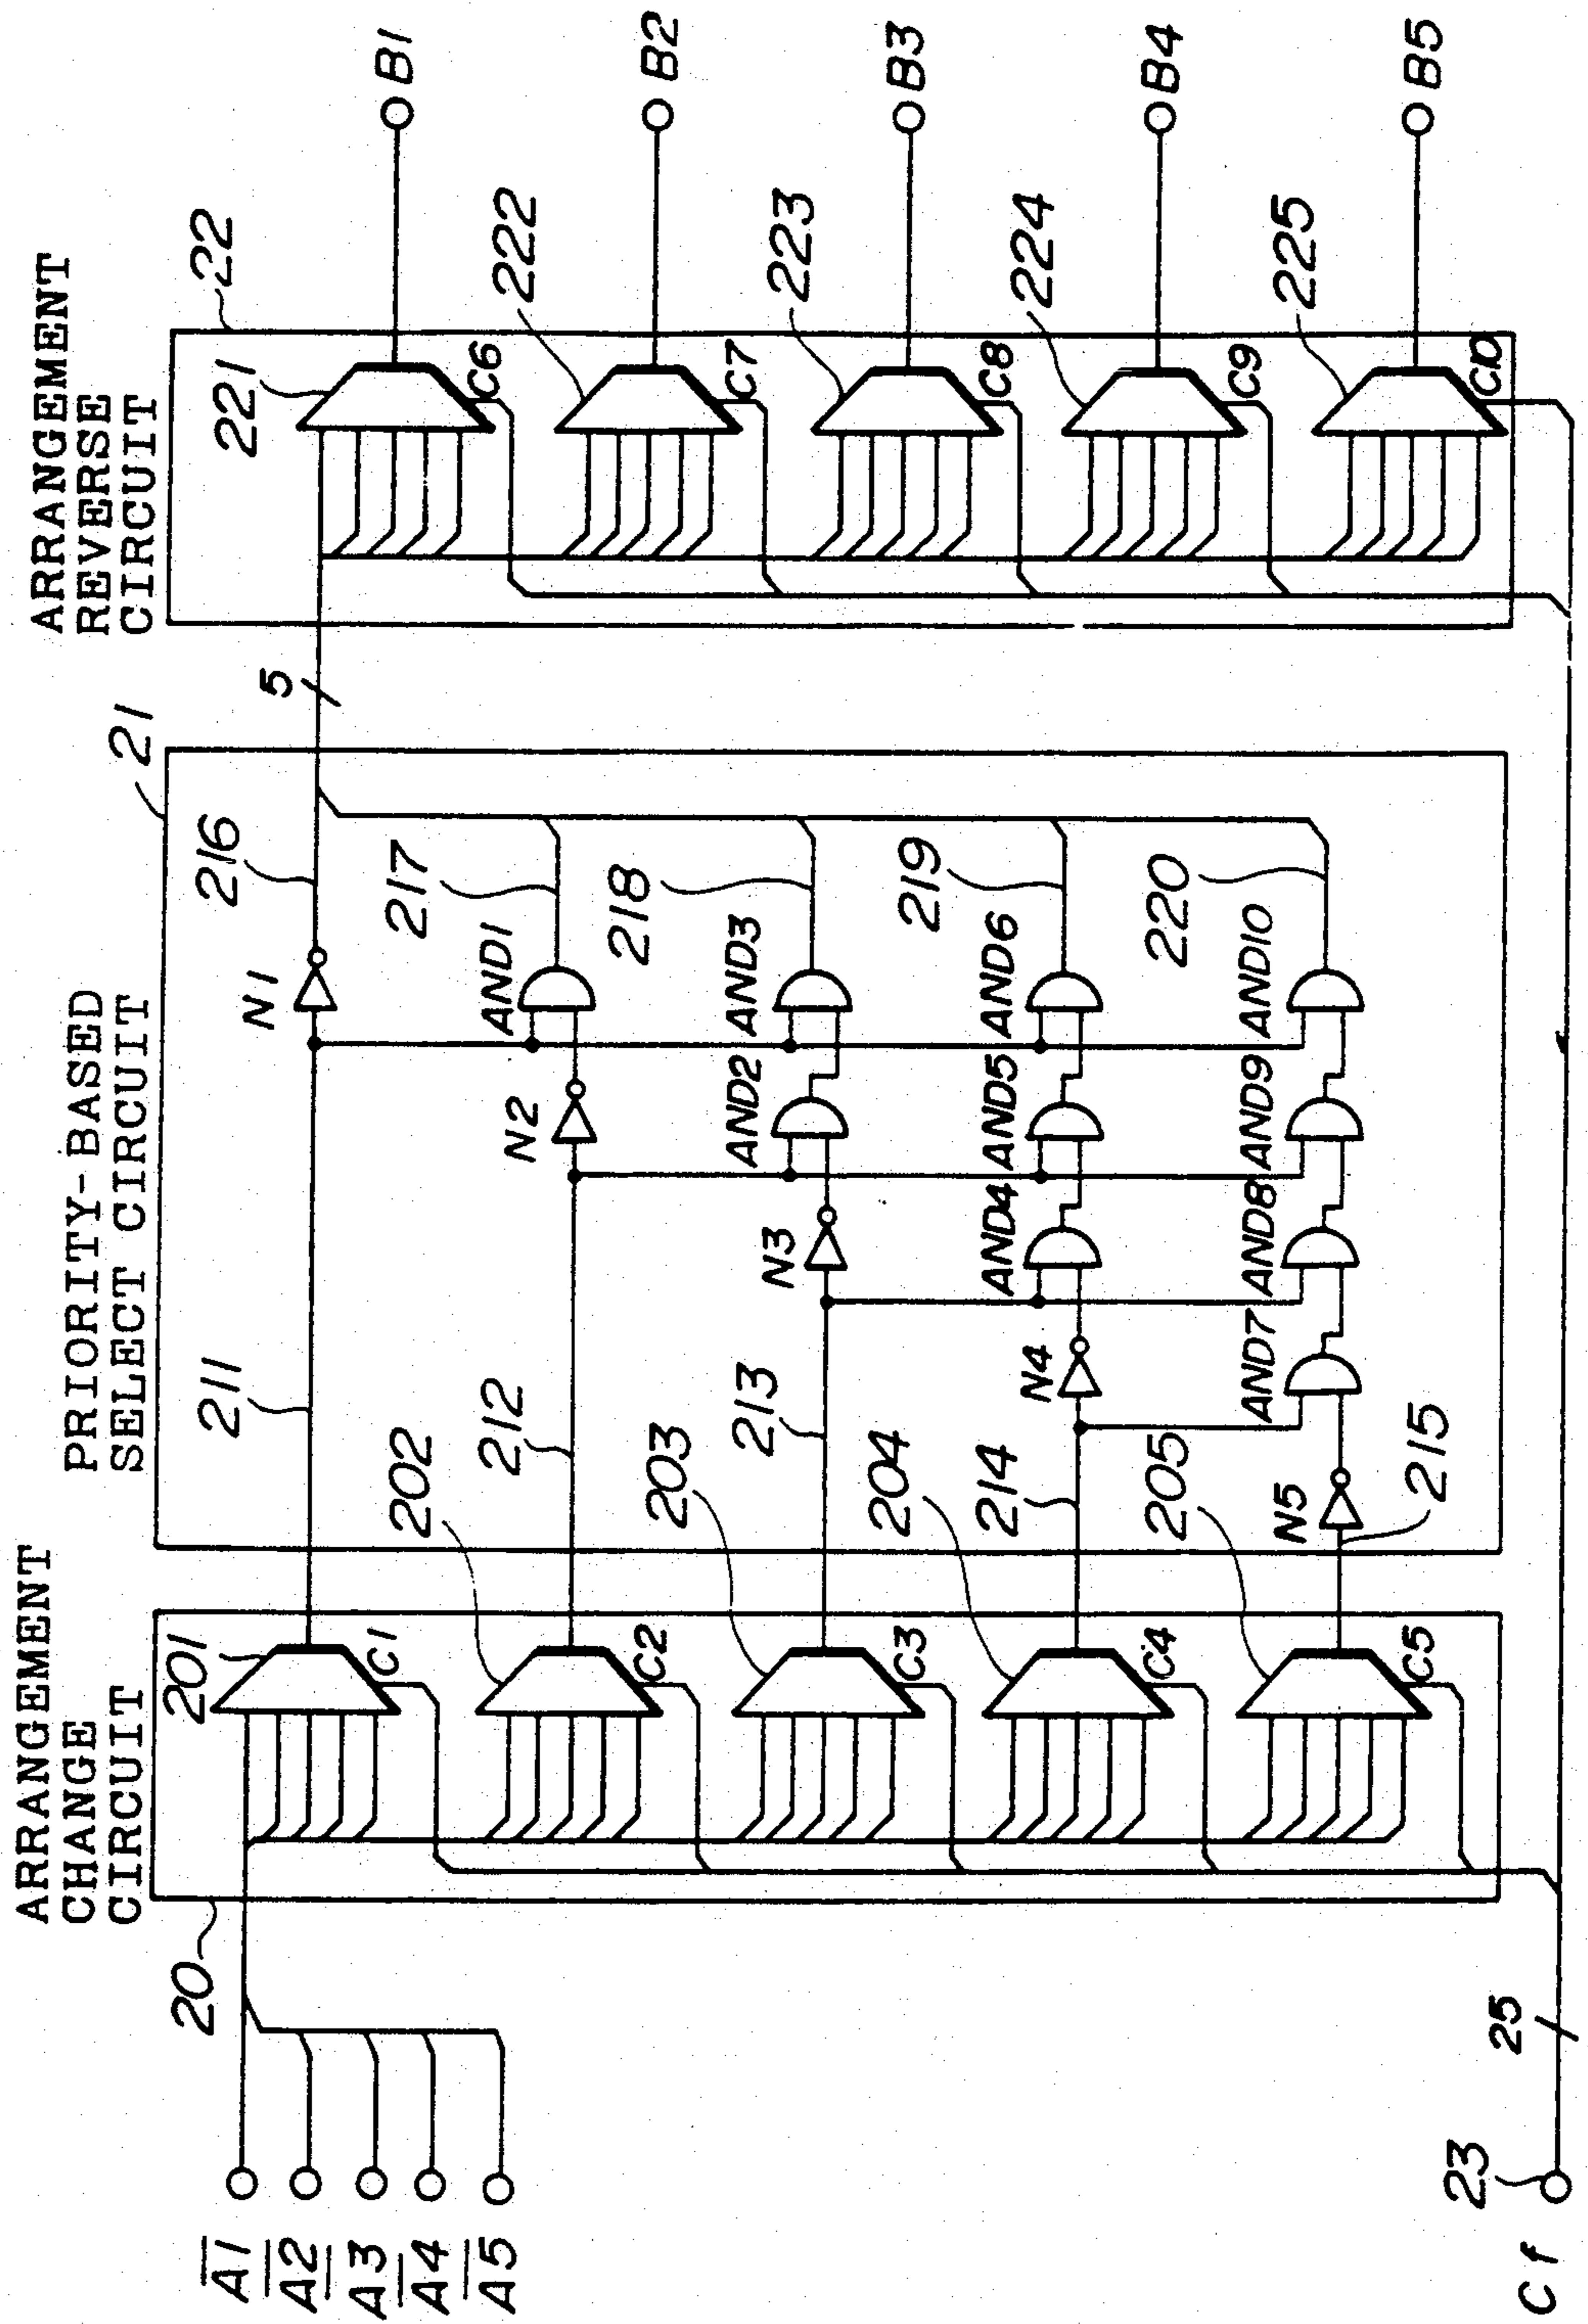 ARRANGEMENT
CHANGE
CIRCUIT
PRIORITY-BASED
SELECT CIRCUIT
ARRANGEMENT
REVERSE
CIRCUIT
20
21
22
A1
A2
A3
A4
A5
201
C1
202
C2
203
C3
204
C4
205
C5
211
212
213
214
215
N1
N2
N3
N4
N5
AND1
AND2
AND3
AND4
AND5
AND6
AND7
AND8
AND9
AND10
216
217
218
219
220
5
221
C6
222
C7
223
C8
224
C9
225
C10
B1
B2
B3
B4
B5
Cf
23
25